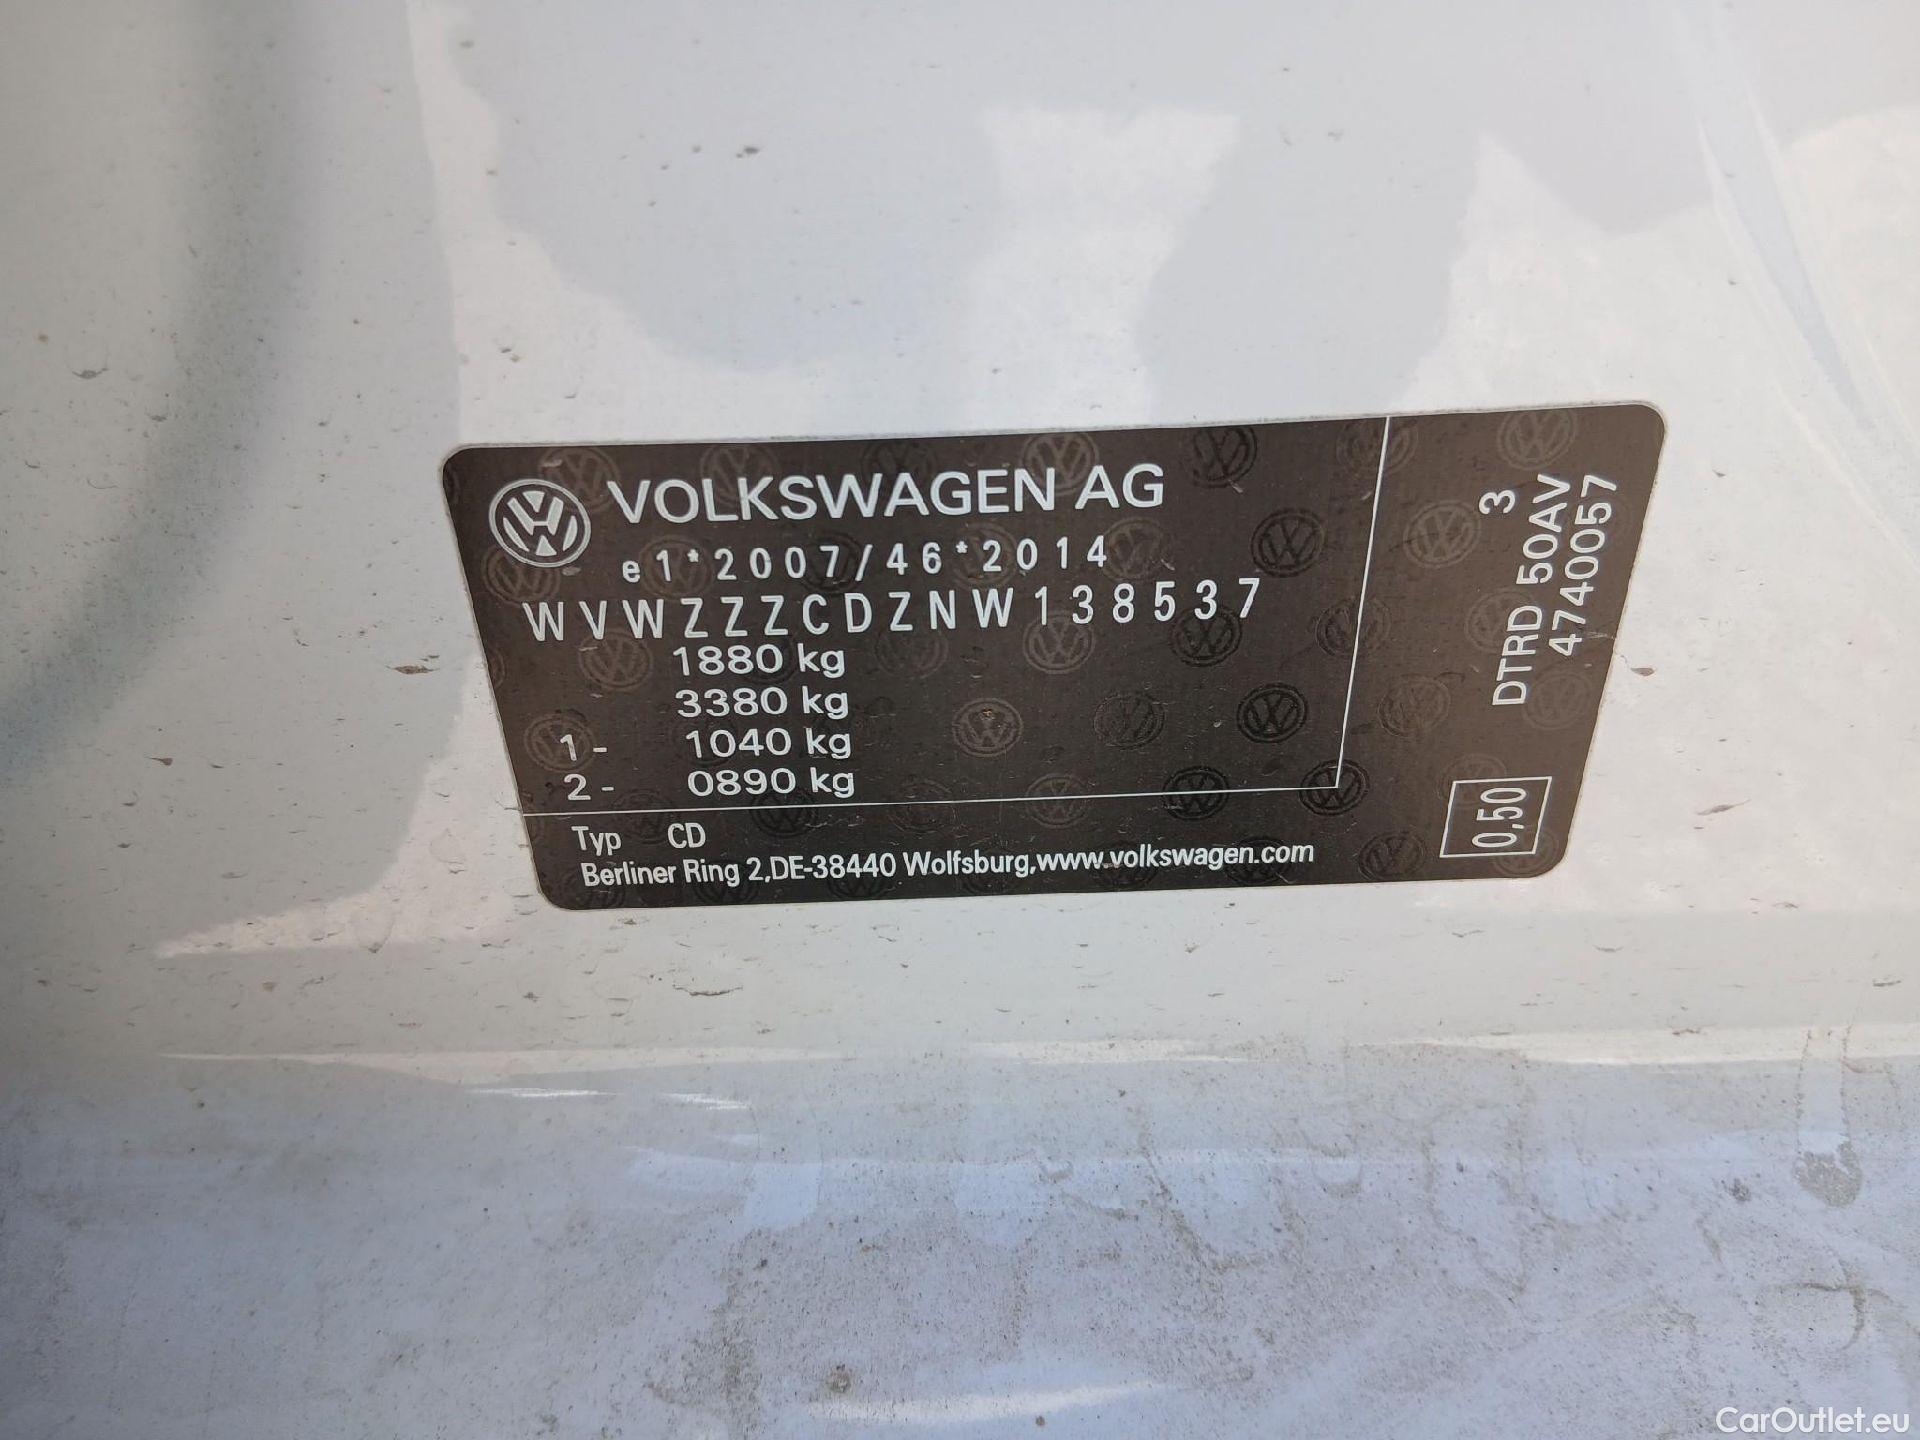 VOLKSWAGEN AG
e1*2007/46*2014
WVWZZZCDZNW138537
1880 kg
3380 kg
1- 1040 kg
2- 0890 kg
Typ CD
Berliner Ring 2,DE-38440 Wolfsburg,www.volkswagen.com
3
DTRD 50AV
4740057
0,50
CarOutlet.eu